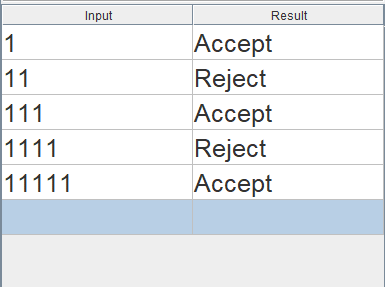 Input Result
1 Accept
11 Reject
111 Accept
1111 Reject
11111 Accept